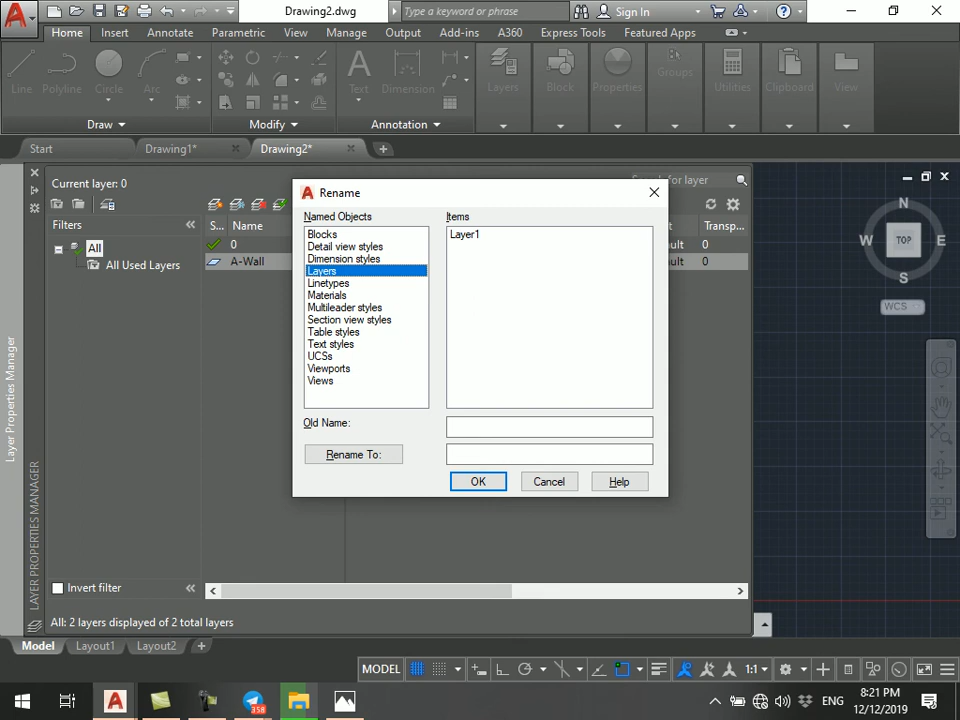 Drawing2.dwg
Type a keyword or phrase
Sign In
Home Insert Annotate Parametric View Manage Output Add-ins A360 Express Tools Featured Apps
Line Polyline Circle Arc Text Dimension Layers Block Properties Groups Utilities Clipboard View
Draw Modify Annotation
Start Drawing1* Drawing2*
Current layer: 0
for layer
Filters
S... Name
Transp...
All
All Used Layers
0
0
A-Wall
0
Rename
Named Objects
Items
Blocks
Detail view styles
Dimension styles
Layers
Linetypes
Materials
Multileader styles
Section view styles
Table styles
Text styles
UCSs
Viewports
Views
Layer1
Old Name:
Rename To:
OK Cancel Help
N
W TOP E
S
WCS
Layer Properties Manager
LAYER PROPERTIES MANAGER
Invert filter
All: 2 layers displayed of 2 total layers
Model Layout1 Layout2
MODEL
1:1
358
ENG
8:21 PM
12/12/2019